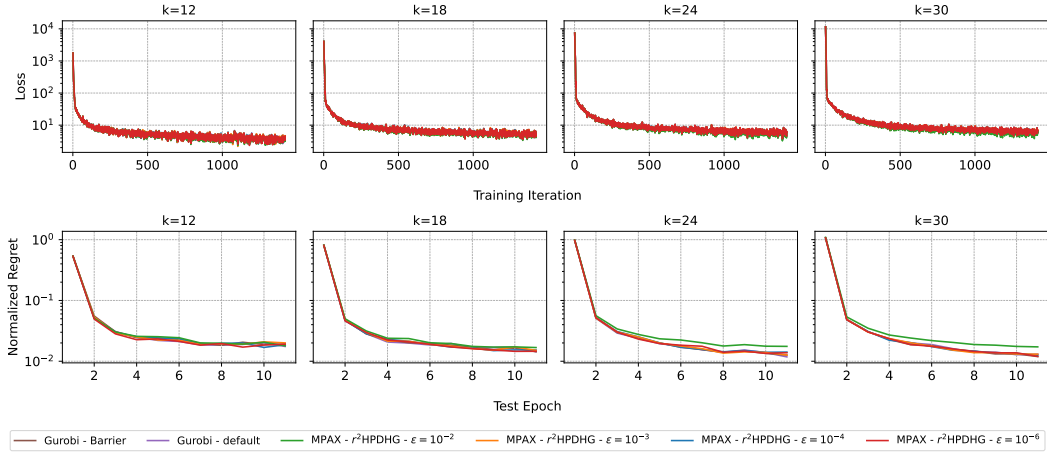 k=12 k=18 k=24 k=30
Loss
10^4
10^3
10^2
10^1
0 500 1000 0 500 1000 0 500 1000 0 500 1000
Training Iteration
k=12 k=18 k=24 k=30
Normalized Regret
10^0
10^{-1}
10^{-2}
2 4 6 8 10 2 4 6 8 10 2 4 6 8 10 2 4 6 8 10
Test Epoch
Gurobi - Barrier Gurobi - default MPAX - r²HPDHG - ε = 10^{-2} MPAX - r²HPDHG - ε = 10^{-3} MPAX - r²HPDHG - ε = 10^{-4} MPAX - r²HPDHG - ε = 10^{-6}